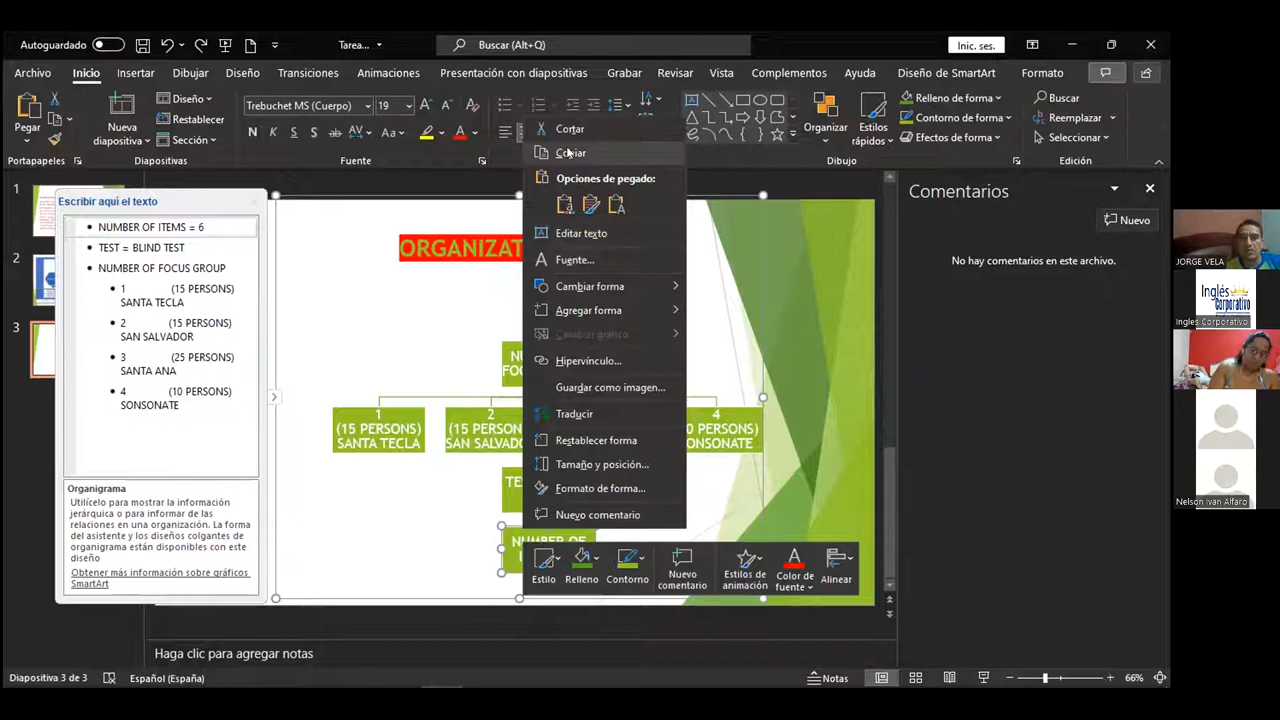 Autoguardado
Tarea...
Buscar (Alt+Q)
Inic. ses.
Archivo
Inicio
Insertar
Dibujar
Diseño
Transiciones
Animaciones
Presentación con diapositivas
Grabar
Revisar
Vista
Complementos
Ayuda
Diseño de SmartArt
Formato
Pegar
Nueva
diapositiva
Diseño
Restablecer
Sección
Trebuchet MS (Cuerpo)
19
N K S S
Aa
A
Organizar
Estilos
rápidos
Relleno de forma
Contorno de forma
Efectos de forma
Buscar
Reemplazar
Seleccionar
Portapapeles
Diapositivas
Fuente
Dibujo
Edición
Cortar
Copiar
Opciones de pegado:
Editar texto
Fuente...
Cambiar forma
Agregar forma
Cambiar gráfico
Hipervínculo...
Guardar como imagen...
Traducir
Restablecer forma
Tamaño y posición...
Formato de forma...
Nuevo comentario
Estilo
Relleno
Contorno
Nuevo
comentario
Estilos de
animación
Color de
fuente
Alinear
1
2
3
Escribir aquí el texto
NUMBER OF ITEMS = 6
TEST = BLIND TEST
NUMBER OF FOCUS GROUP
1 (15 PERSONS)
SANTA TECLA
2 (15 PERSONS)
SAN SALVADOR
3 (25 PERSONS)
SANTA ANA
4 (10 PERSONS)
SONSONATE
Organigrama
Utilícelo para mostrar la información
jerárquica o para informar de las
relaciones en una organización. La forma
del asistente y los diseños colgantes de
organigrama están disponibles con este
diseño
Obtener más información sobre gráficos
SmartArt
ORGANIZAT
1
(15 PERSONS)
SANTA TECLA
2
(15 PERSON
SAN SALVADO
4
0 PERSONS)
ONSONATE
NUMBER OF
Comentarios
Nuevo
No hay comentarios en este archivo.
Haga clic para agregar notas
Diapositiva 3 de 3
Español (España)
Notas
66%
JORGE VELA
Inglés
Corporativo
Ingles Corporativo
Nelson Ivan Alfaro